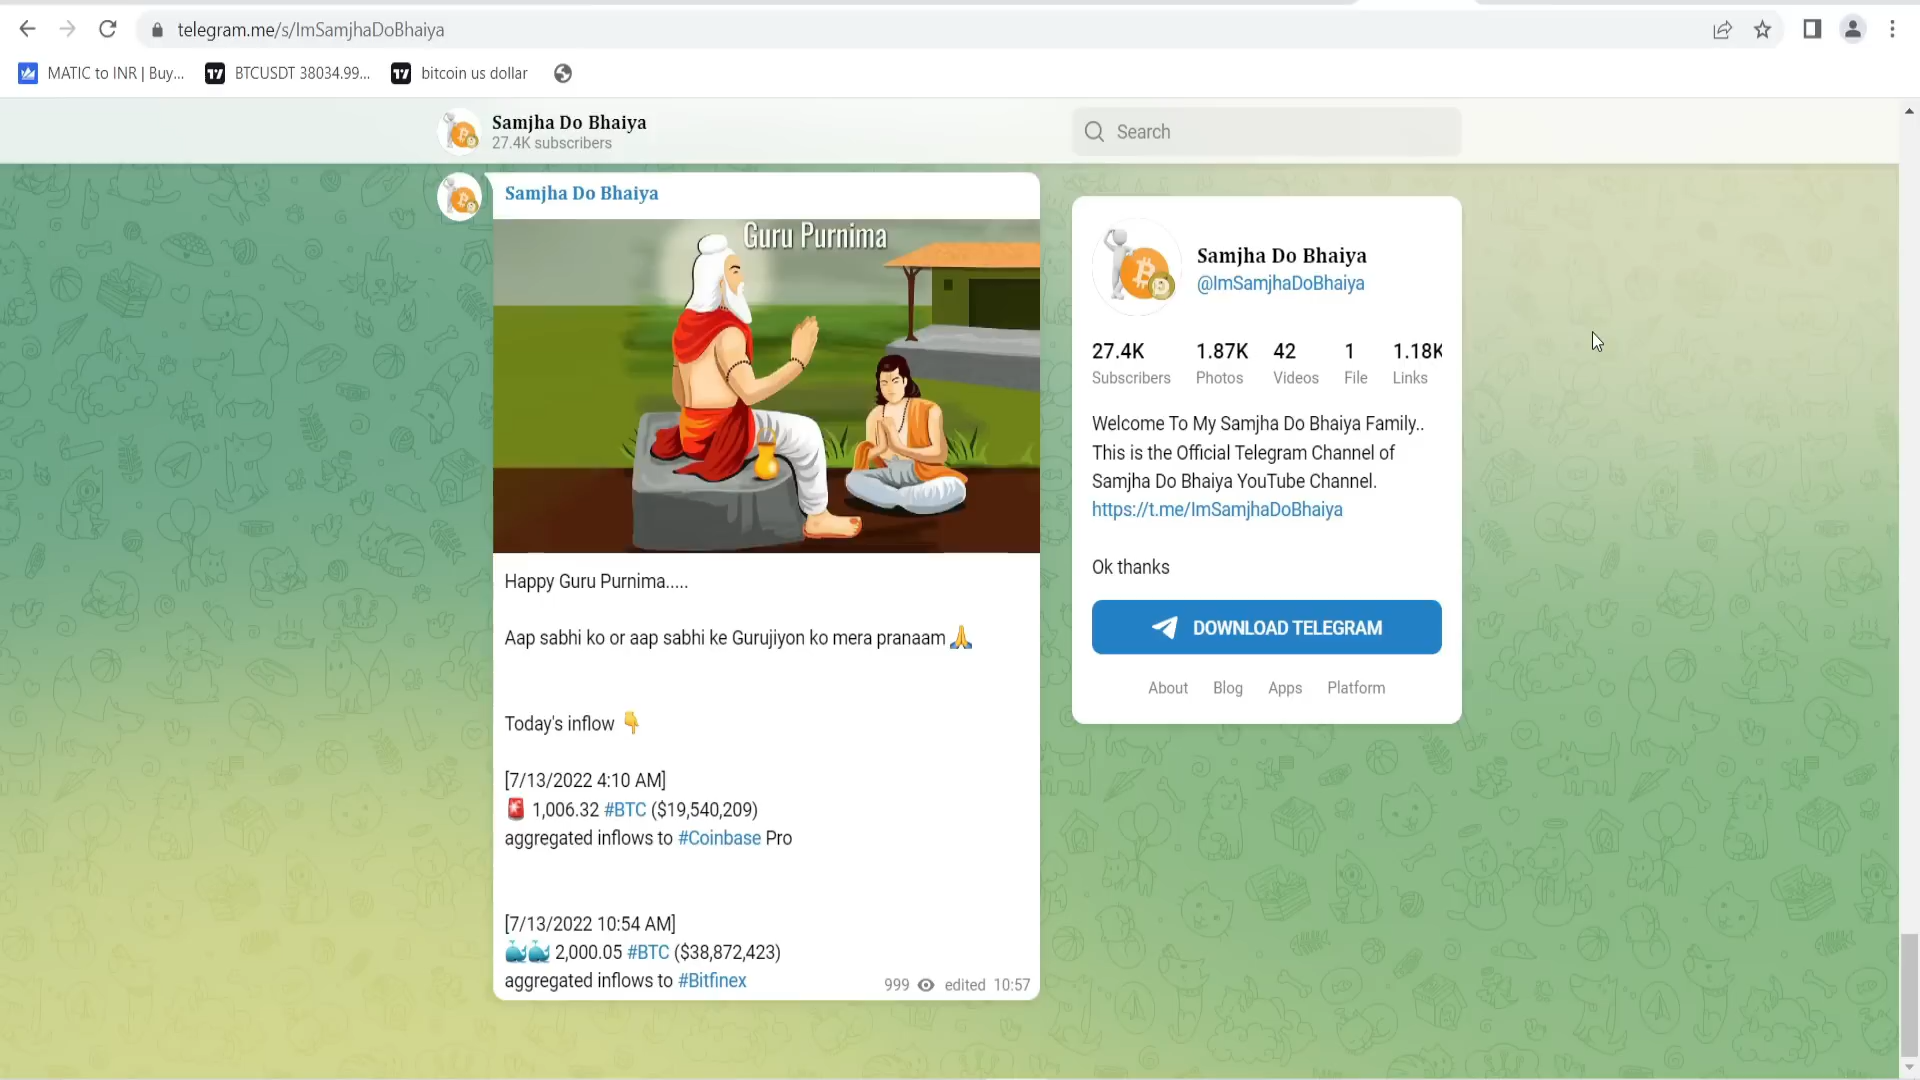 telegram.me/s/ImSamjhaDoBhaiya
MATIC to INR | Buy...
BTCUSDT 38034.99...
bitcoin us dollar
Samjha Do Bhaiya
27.4K subscribers
Search
Samjha Do Bhaiya
Guru Purnima
Happy Guru Purnima.....
Aap sabhi ko or aap sabhi ke Gurujiyon ko mera pranaam 🙏
Today's inflow 👇
[7/13/2022 4:10 AM]
🚨 1,006.32 #BTC ($19,540,209)
aggregated inflows to #Coinbase Pro
[7/13/2022 10:54 AM]
🐳🐳 2,000.05 #BTC ($38,872,423)
aggregated inflows to #Bitfinex
999 edited 10:57
Samjha Do Bhaiya
@ImSamjhaDoBhaiya
27.4K 1.87K 42 1 1.18K
Subscribers Photos Videos File Links
Welcome To My Samjha Do Bhaiya Family..
This is the Official Telegram Channel of
Samjha Do Bhaiya YouTube Channel.
https://t.me/ImSamjhaDoBhaiya
Ok thanks
DOWNLOAD TELEGRAM
About Blog Apps Platform